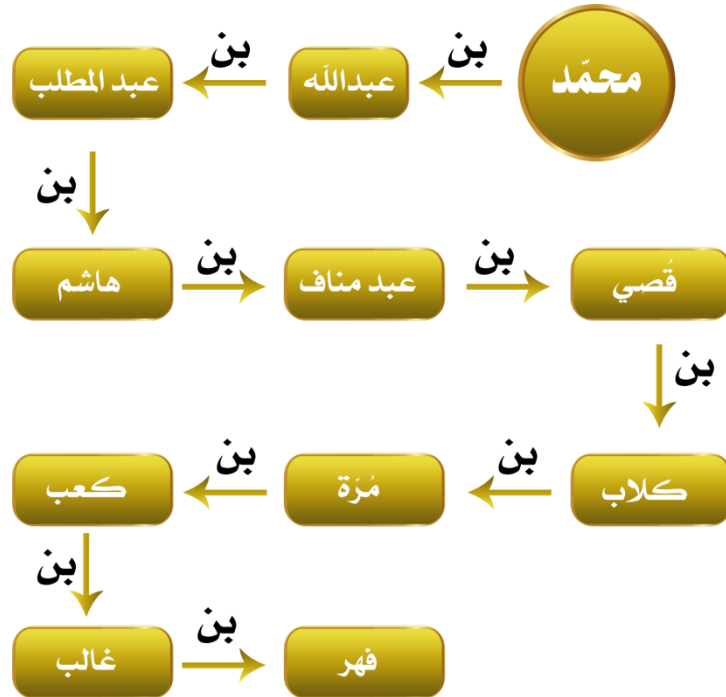 محمّد بن عبدالله بن عبد المطلب
بن
هاشم بن عبد مناف بن قُصي
بن
كلاب بن مُرّة بن كعب
بن
غالب بن فهر